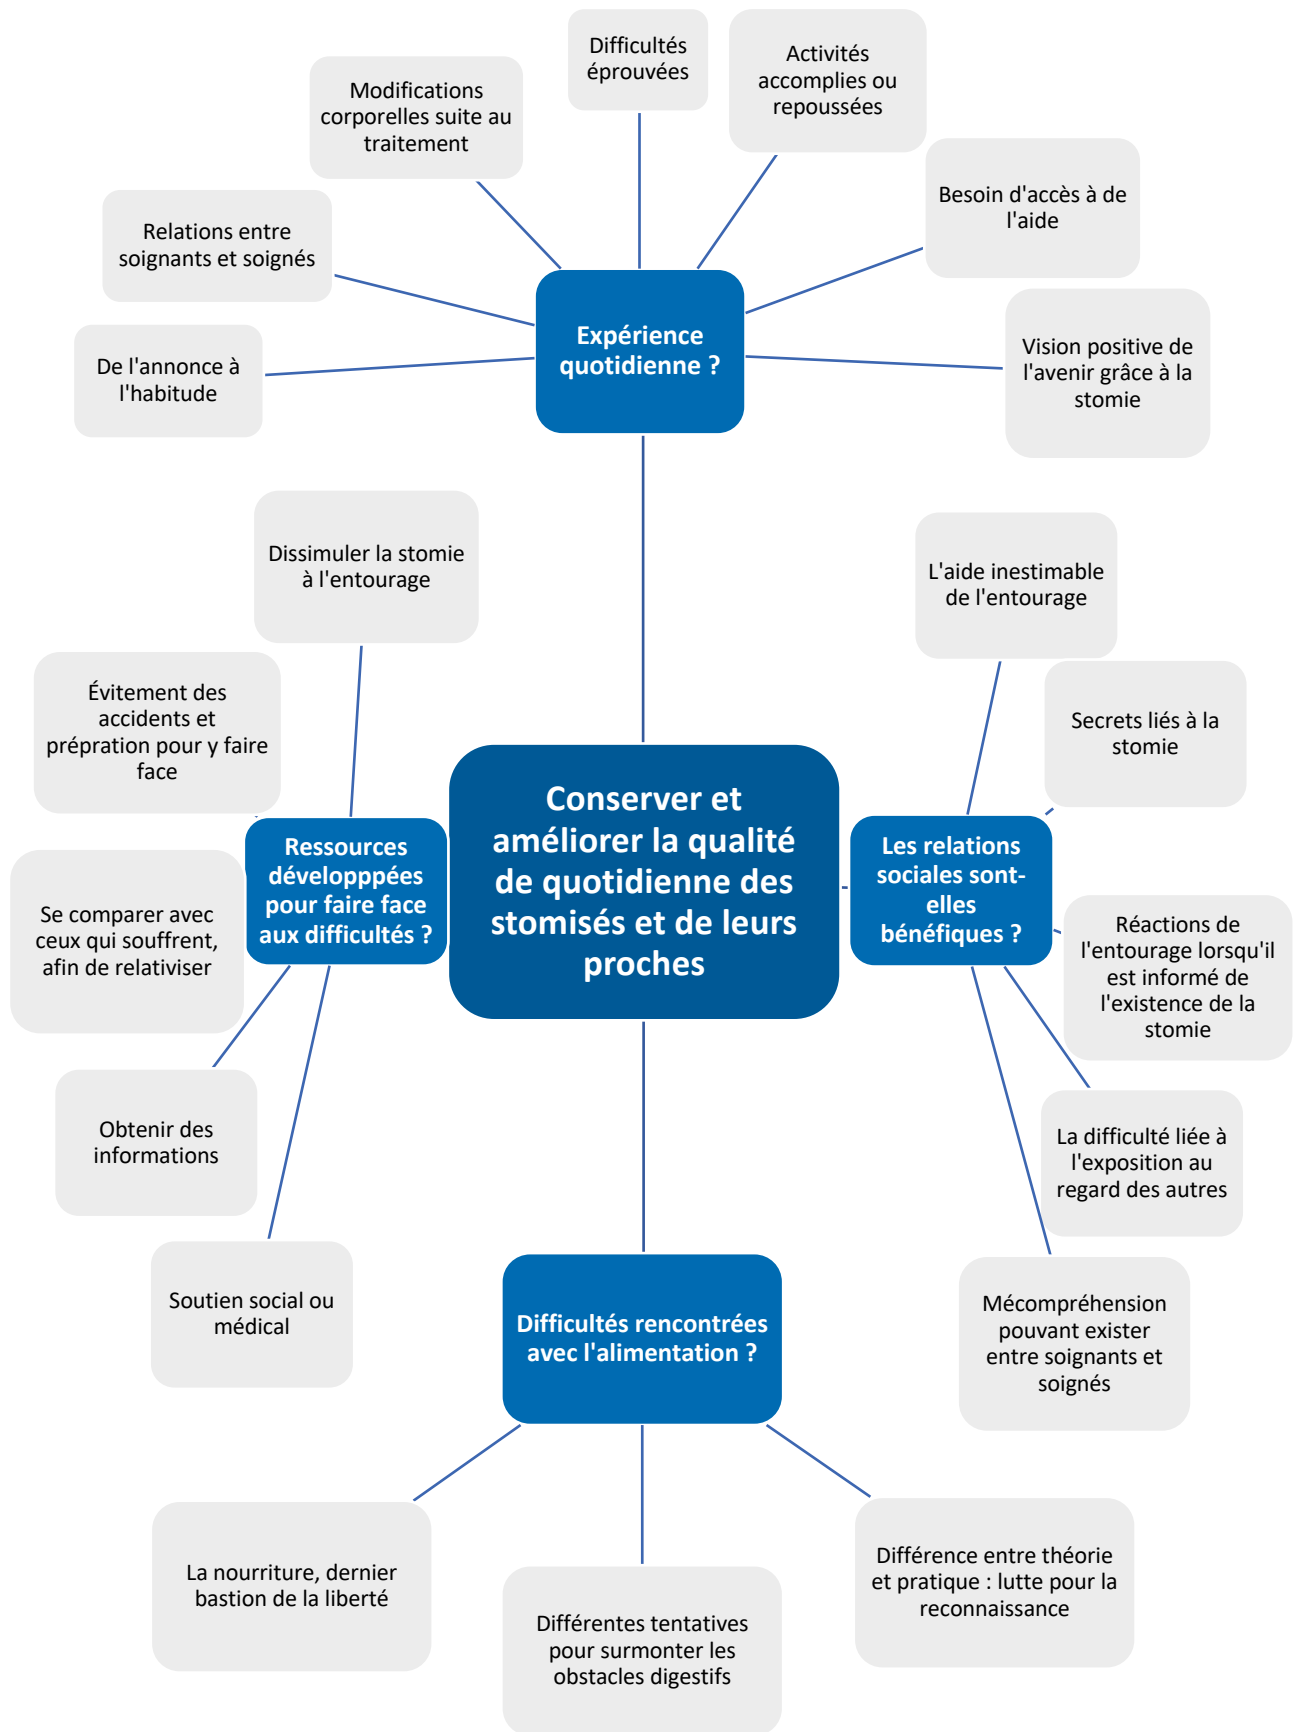 Difficultés
éprouvées
Activités
accomplies ou
repoussées
Modifications
corporelles suite au
traitement
Besoin d'accès à de
l'aide
Relations entre
soignants et soignés
Expérience
quotidienne ?
Vision positive de
l'avenir grâce à la
stomie
De l'annonce à
l'habitude
Dissimuler la stomie
à l'entourage
L'aide inestimable
de l'entourage
Évitement des
accidents et
prépration pour y faire
face
Secrets liés à la
stomie
Conserver et
améliorer la qualité
de quotidienne des
stomisés et de leurs
proches
Ressources
développpées
pour faire face
aux difficultés ?
Les relations
sociales sont-
elles
bénéfiques ?
Se comparer avec
ceux qui souffrent,
afin de relativiser
Réactions de
l'entourage lorsqu'il
est informé de
l'existence de la
stomie
Obtenir des
informations
La difficulté liée à
l'exposition au
regard des autres
Soutien social ou
médical
Mécompréhension
pouvant exister
entre soignants et
soignés
Difficultés rencontrées
avec l'alimentation ?
La nourriture, dernier
bastion de la liberté
Différentes tentatives
pour surmonter les
obstacles digestifs
Différence entre théorie
et pratique : lutte pour la
reconnaissance